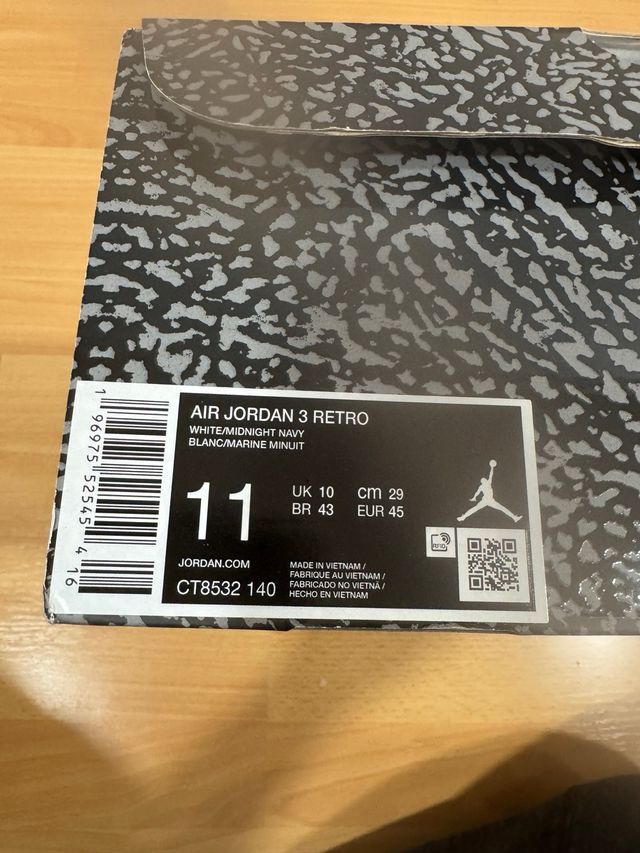 AIR JORDAN 3 RETRO
WHITE/MIDNIGHT NAVY
BLANC/MARINE MINUIT
11
UK 10 cm 29
BR 43 EUR 45
RFID
JORDAN.COM
CT8532 140
MADE IN VIETNAM /
FABRIQUE AU VIETNAM /
FABRICADO NO VIETNÃ /
HECHO EN VIETNAM
1 96975 52545 4 16